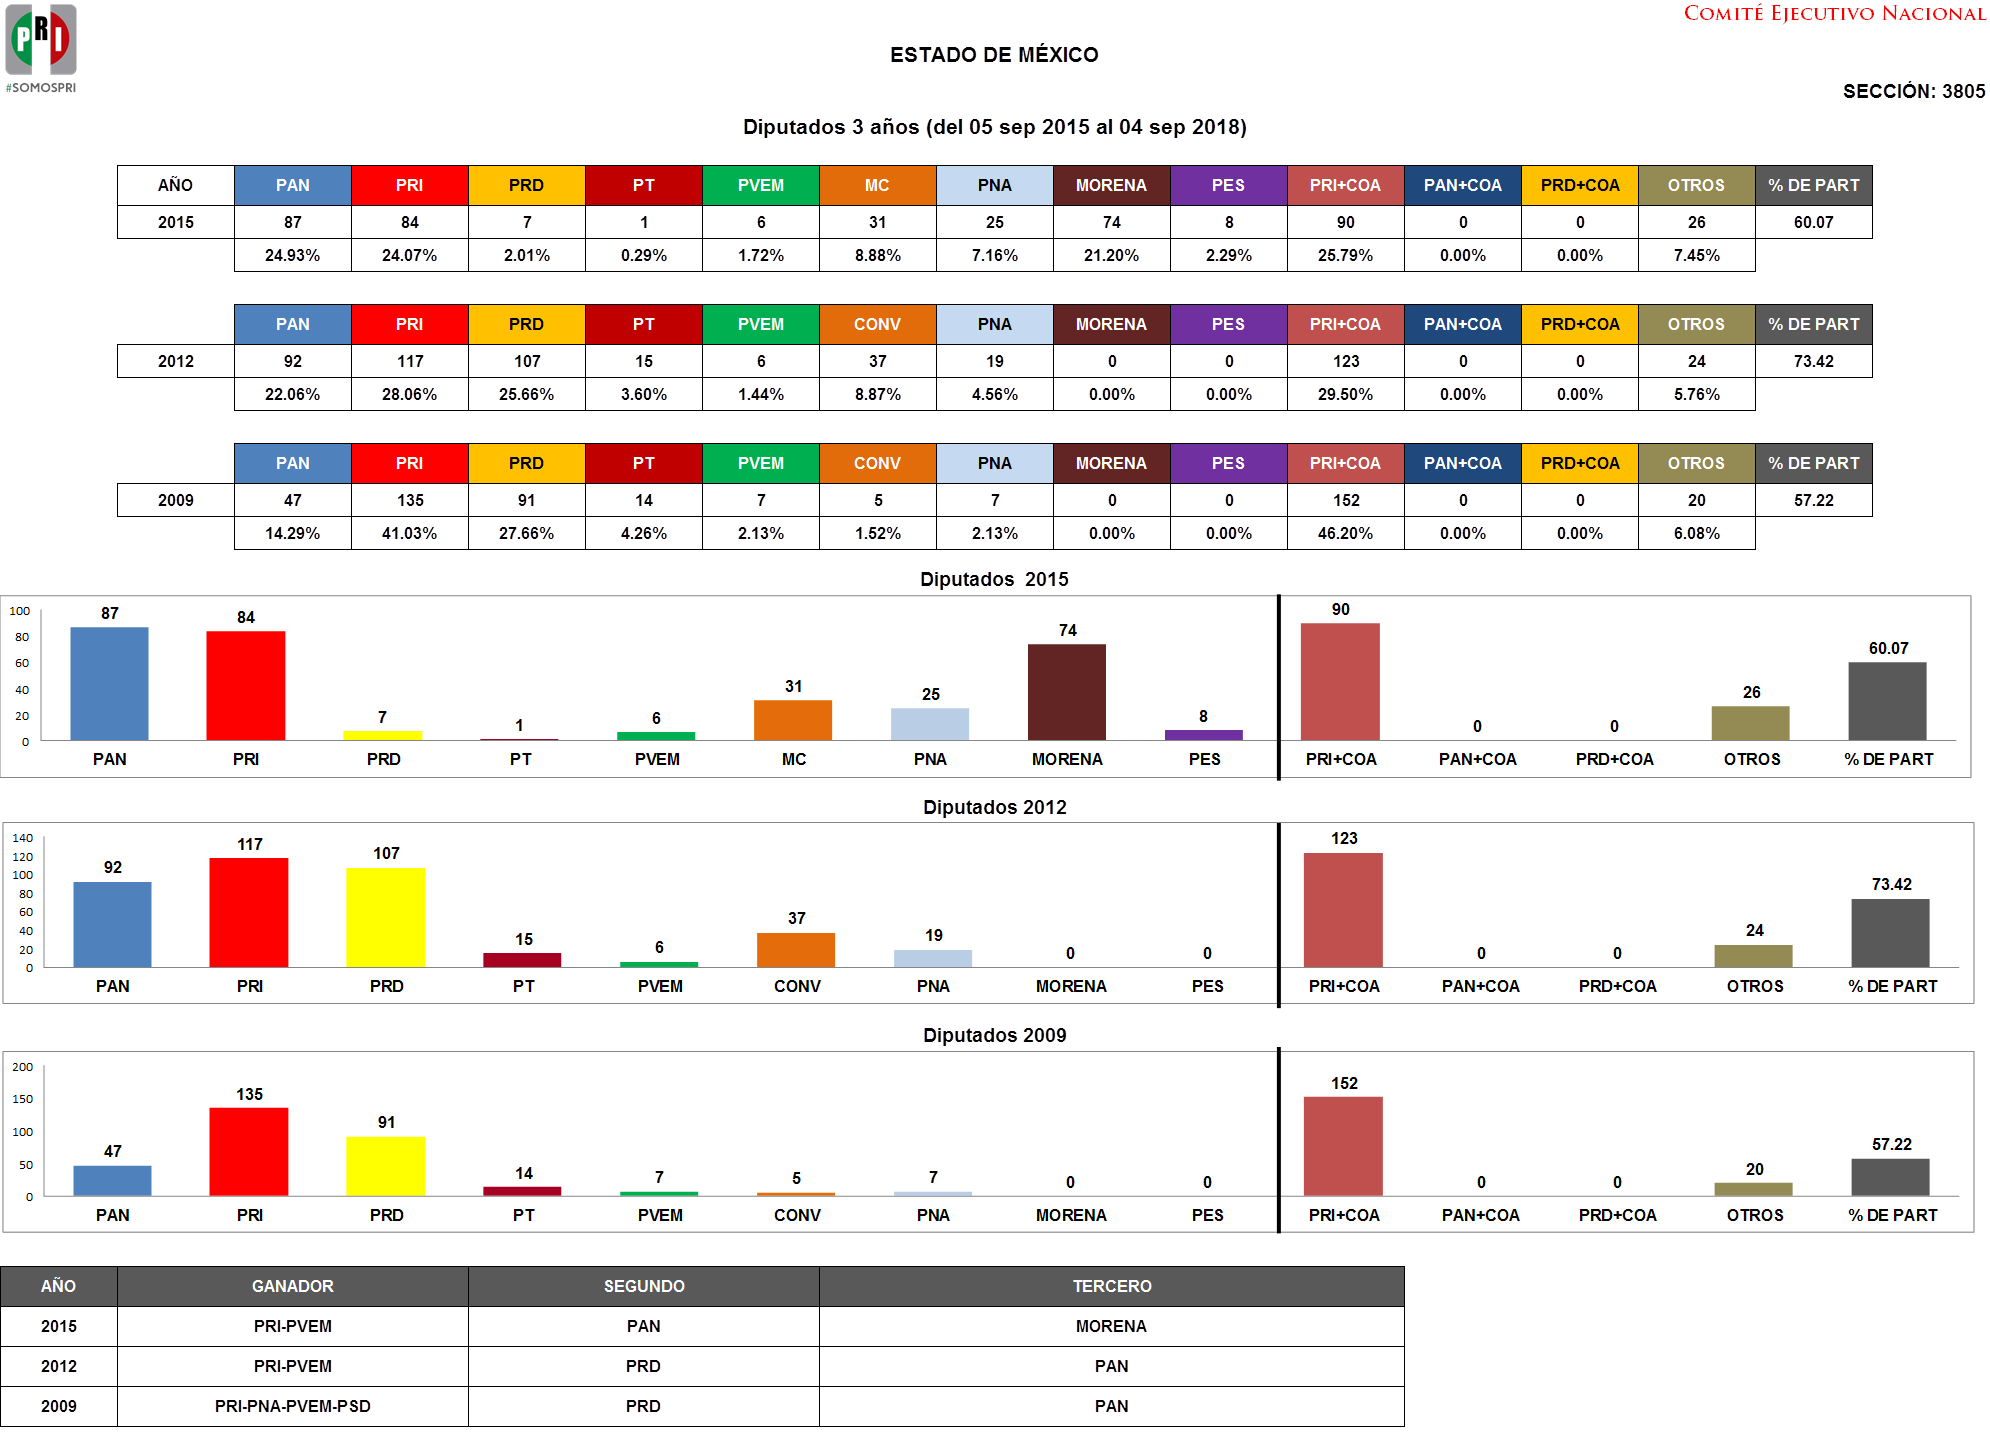 PRI
#SOMOSPRI
COMITÉ EJECUTIVO NACIONAL
ESTADO DE MÉXICO
SECCIÓN: 3805
Diputados 3 años (del 05 sep 2015 al 04 sep 2018)
AÑO PAN PRI PRD PT PVEM MC PNA MORENA PES PRI+COA PAN+COA PRD+COA OTROS % DE PART
2015 87 84 7 1 6 31 25 74 8 90 0 0 26 60.07
24.93% 24.07% 2.01% 0.29% 1.72% 8.88% 7.16% 21.20% 2.29% 25.79% 0.00% 0.00% 7.45%
PAN PRI PRD PT PVEM CONV PNA MORENA PES PRI+COA PAN+COA PRD+COA OTROS % DE PART
2012 92 117 107 15 6 37 19 0 0 123 0 0 24 73.42
22.06% 28.06% 25.66% 3.60% 1.44% 8.87% 4.56% 0.00% 0.00% 29.50% 0.00% 0.00% 5.76%
PAN PRI PRD PT PVEM CONV PNA MORENA PES PRI+COA PAN+COA PRD+COA OTROS % DE PART
2009 47 135 91 14 7 5 7 0 0 152 0 0 20 57.22
14.29% 41.03% 27.66% 4.26% 2.13% 1.52% 2.13% 0.00% 0.00% 46.20% 0.00% 0.00% 6.08%
Diputados 2015
100
80
60
40
20
0
87 84 7 1 6 31 25 74 8 90 0 0 26 60.07
PAN PRI PRD PT PVEM MC PNA MORENA PES PRI+COA PAN+COA PRD+COA OTROS % DE PART
Diputados 2012
140
120
100
80
60
40
20
0
92 117 107 15 6 37 19 0 0 123 0 0 24 73.42
PAN PRI PRD PT PVEM CONV PNA MORENA PES PRI+COA PAN+COA PRD+COA OTROS % DE PART
Diputados 2009
200
150
100
50
0
47 135 91 14 7 5 7 0 0 152 0 0 20 57.22
PAN PRI PRD PT PVEM CONV PNA MORENA PES PRI+COA PAN+COA PRD+COA OTROS % DE PART
AÑO GANADOR SEGUNDO TERCERO
2015 PRI-PVEM PAN MORENA
2012 PRI-PVEM PRD PAN
2009 PRI-PNA-PVEM-PSD PRD PAN